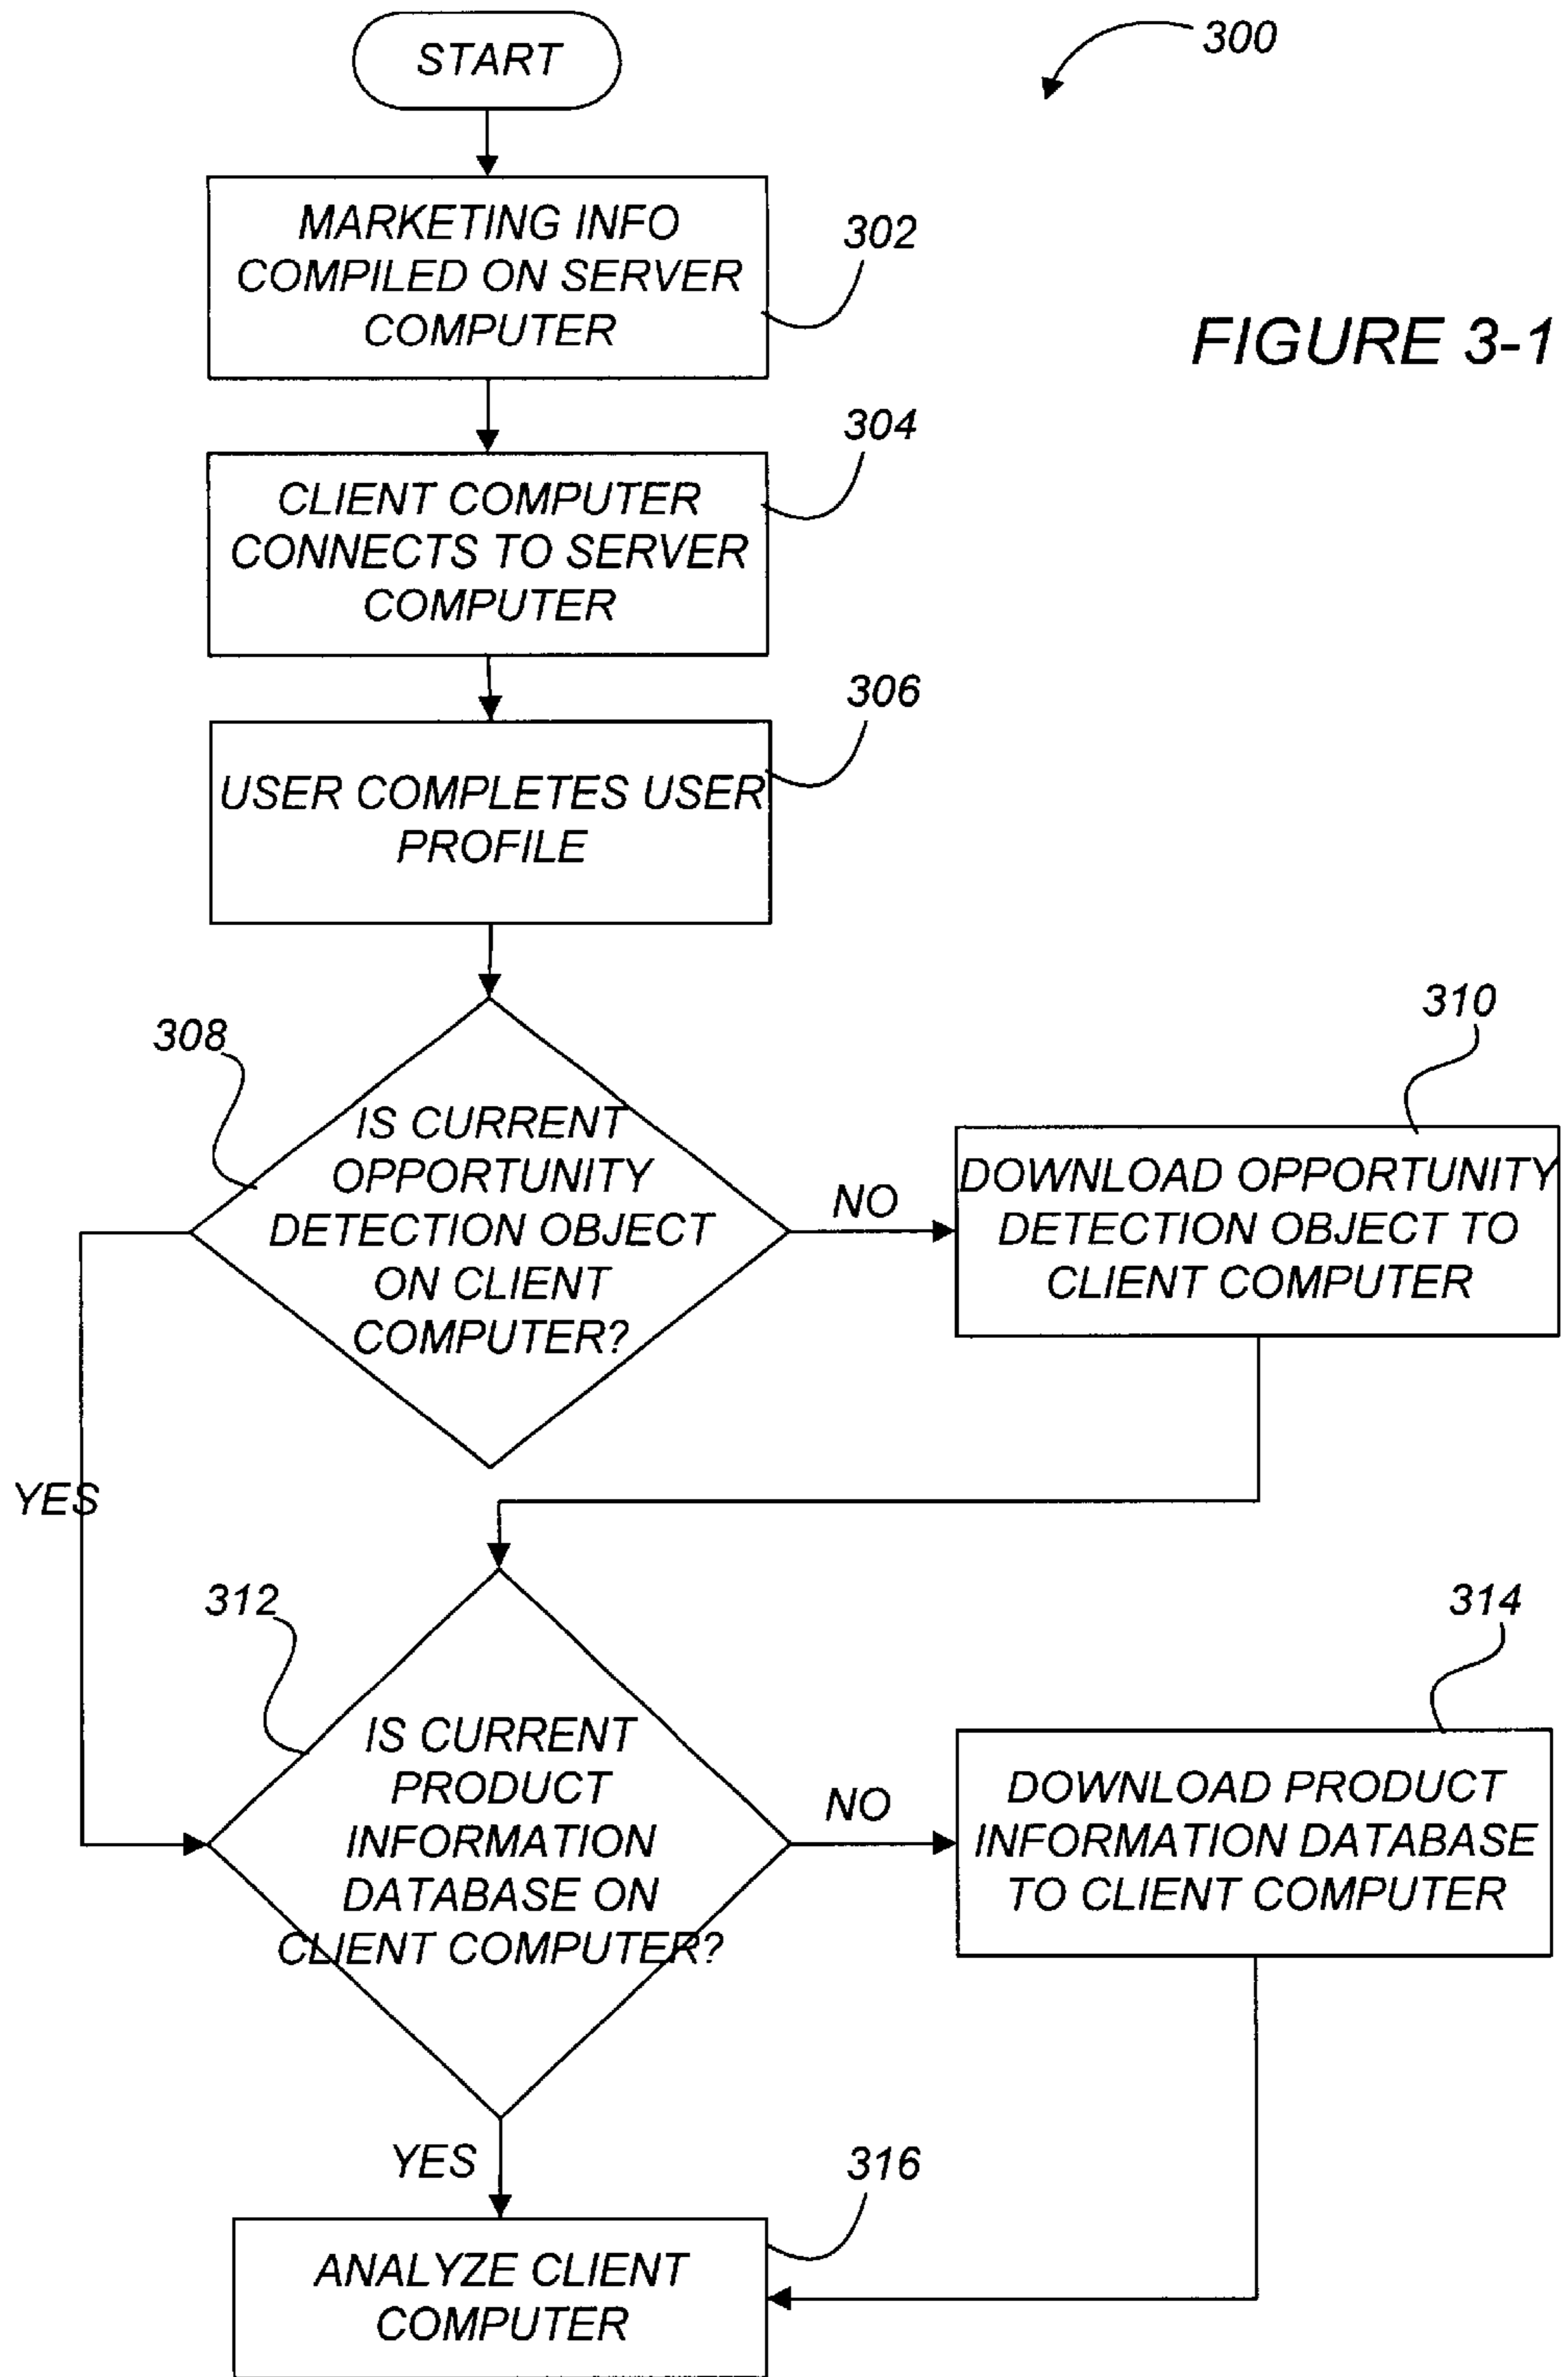 START
300
MARKETING INFO
COMPILED ON SERVER
COMPUTER
302
FIGURE 3-1
304
CLIENT COMPUTER
CONNECTS TO SERVER
COMPUTER
306
USER COMPLETES USER
PROFILE
308
IS CURRENT
OPPORTUNITY
DETECTION OBJECT
ON CLIENT
COMPUTER?
NO
310
DOWNLOAD OPPORTUNITY
DETECTION OBJECT TO
CLIENT COMPUTER
YES
312
IS CURRENT
PRODUCT
INFORMATION
DATABASE ON
CLIENT COMPUTER?
NO
314
DOWNLOAD PRODUCT
INFORMATION DATABASE
TO CLIENT COMPUTER
YES
316
ANALYZE CLIENT
COMPUTER